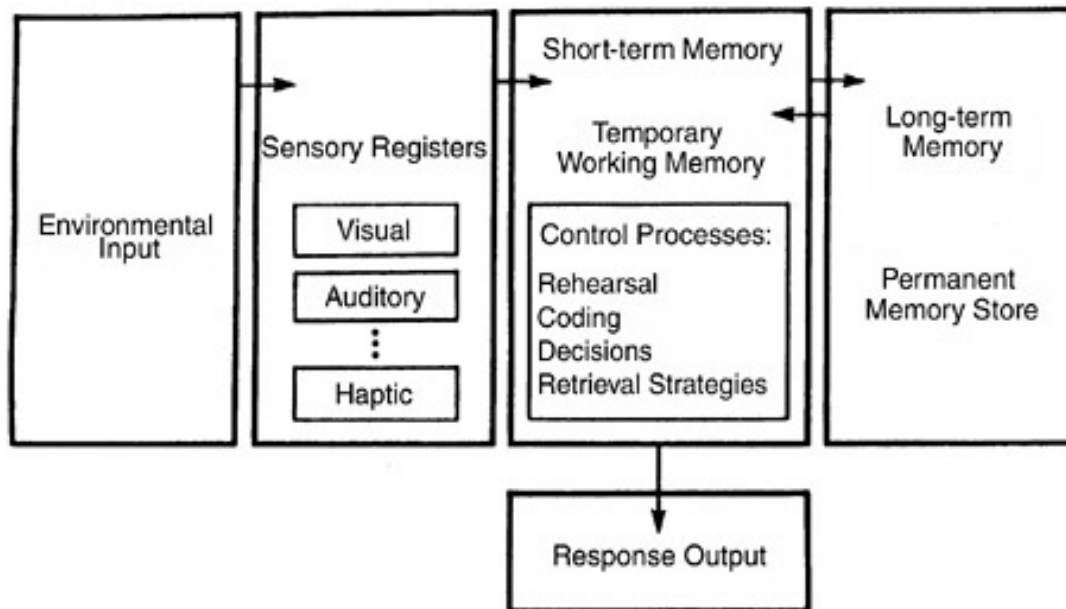 Environmental
Input
Sensory Registers
Visual
Auditory
Haptic
Short-term Memory
Temporary
Working Memory
Control Processes:
Rehearsal
Coding
Decisions
Retrieval Strategies
Long-term
Memory
Permanent
Memory Store
Response Output